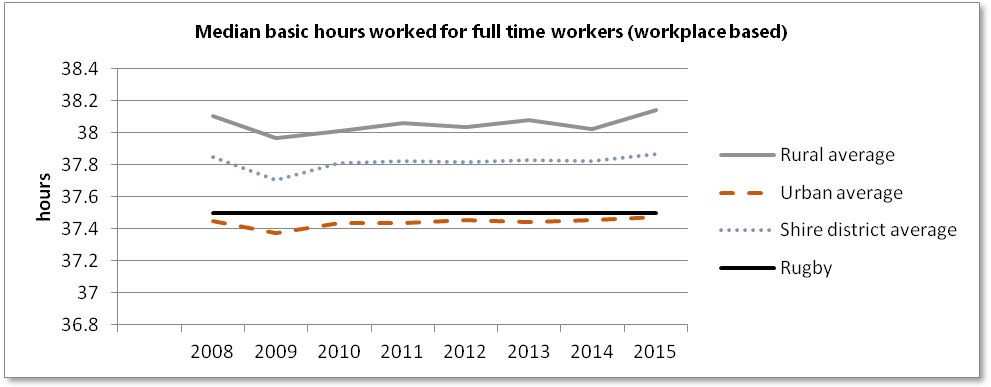 Median basic hours worked for full time workers (workplace based)
38.4
38.2
38
37.8
37.6
37.4
37.2
37
36.8
hours
2008 2009 2010 2011 2012 2013 2014 2015
Rural average
Urban average
Shire district average
Rugby